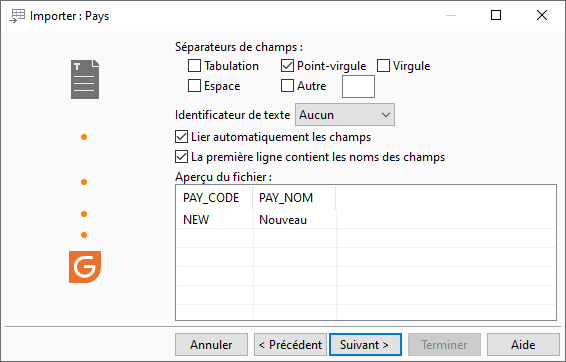 Importer : Pays
Séparateurs de champs :
Tabulation Point-virgule Virgule
Espace Autre
Identificateur de texte Aucun
Lier automatiquement les champs
La première ligne contient les noms des champs
Aperçu du fichier :
PAY_CODE PAY_NOM
NEW Nouveau
Annuler < Précédent Suivant > Terminer Aide